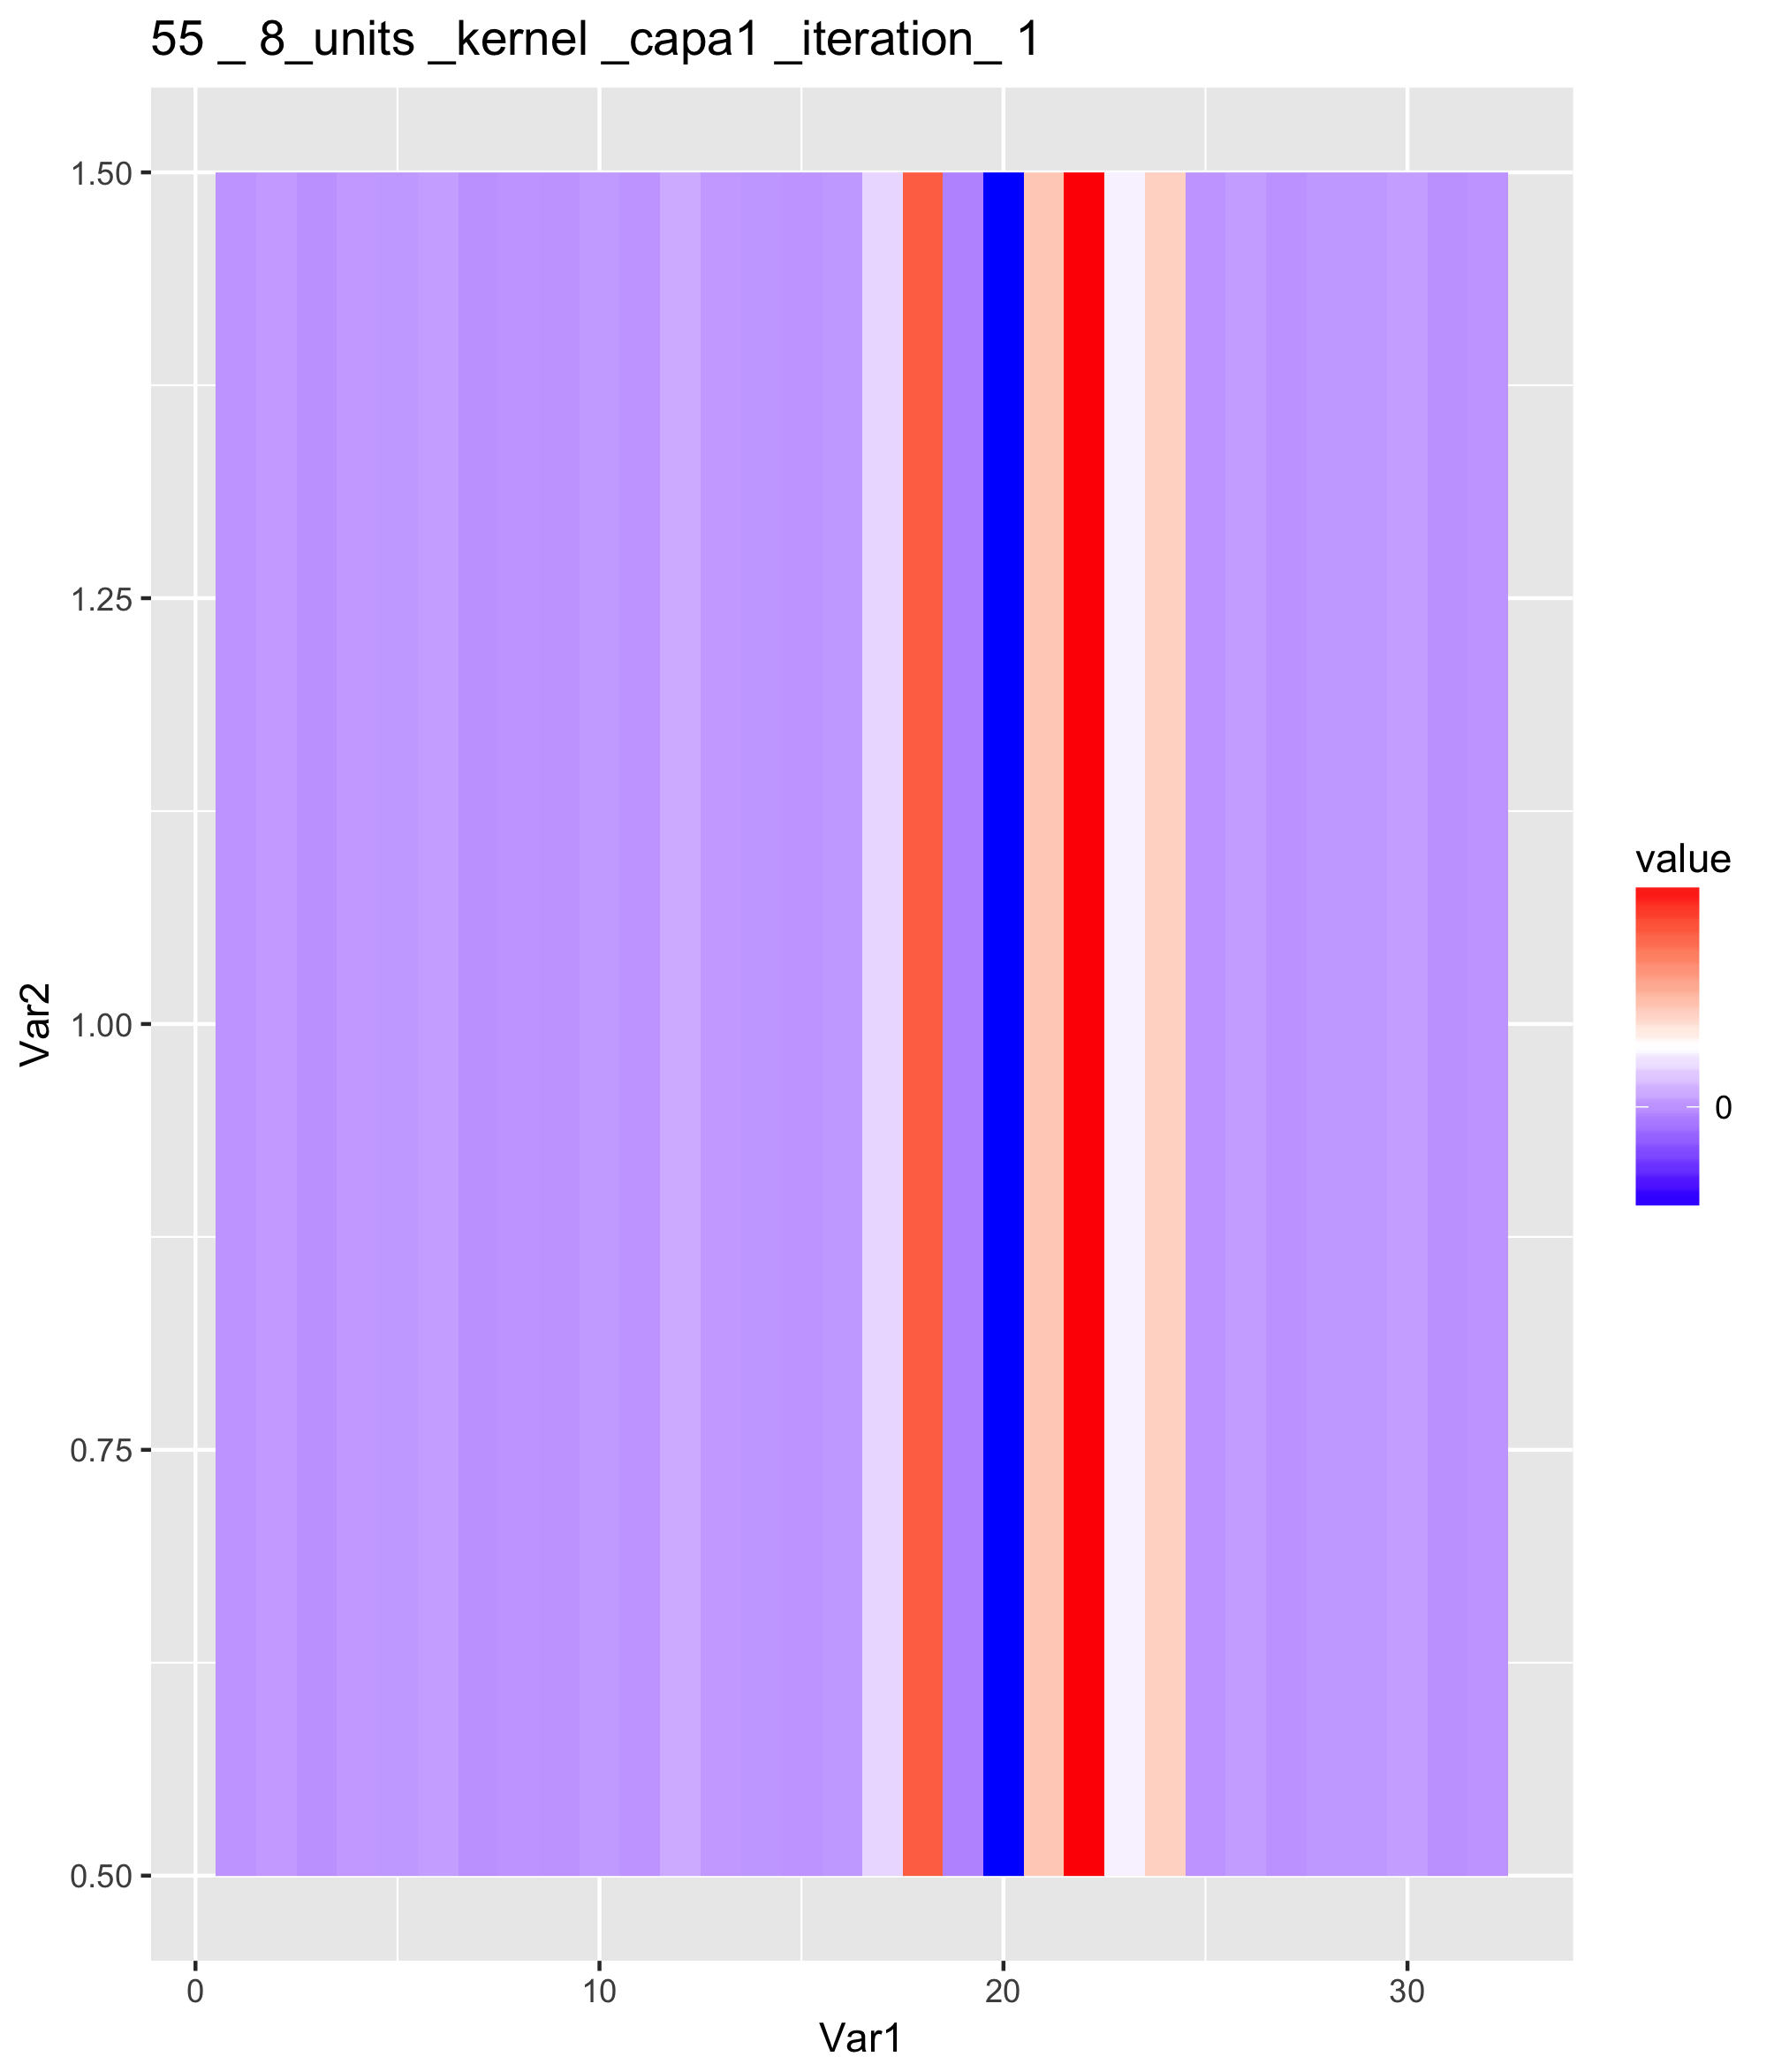 55 _ 8_units _kernel _capa1 _iteration_ 1
1.50
1.25
1.00
0.75
0.50
Var2
0
10
20
30
Var1
value
0